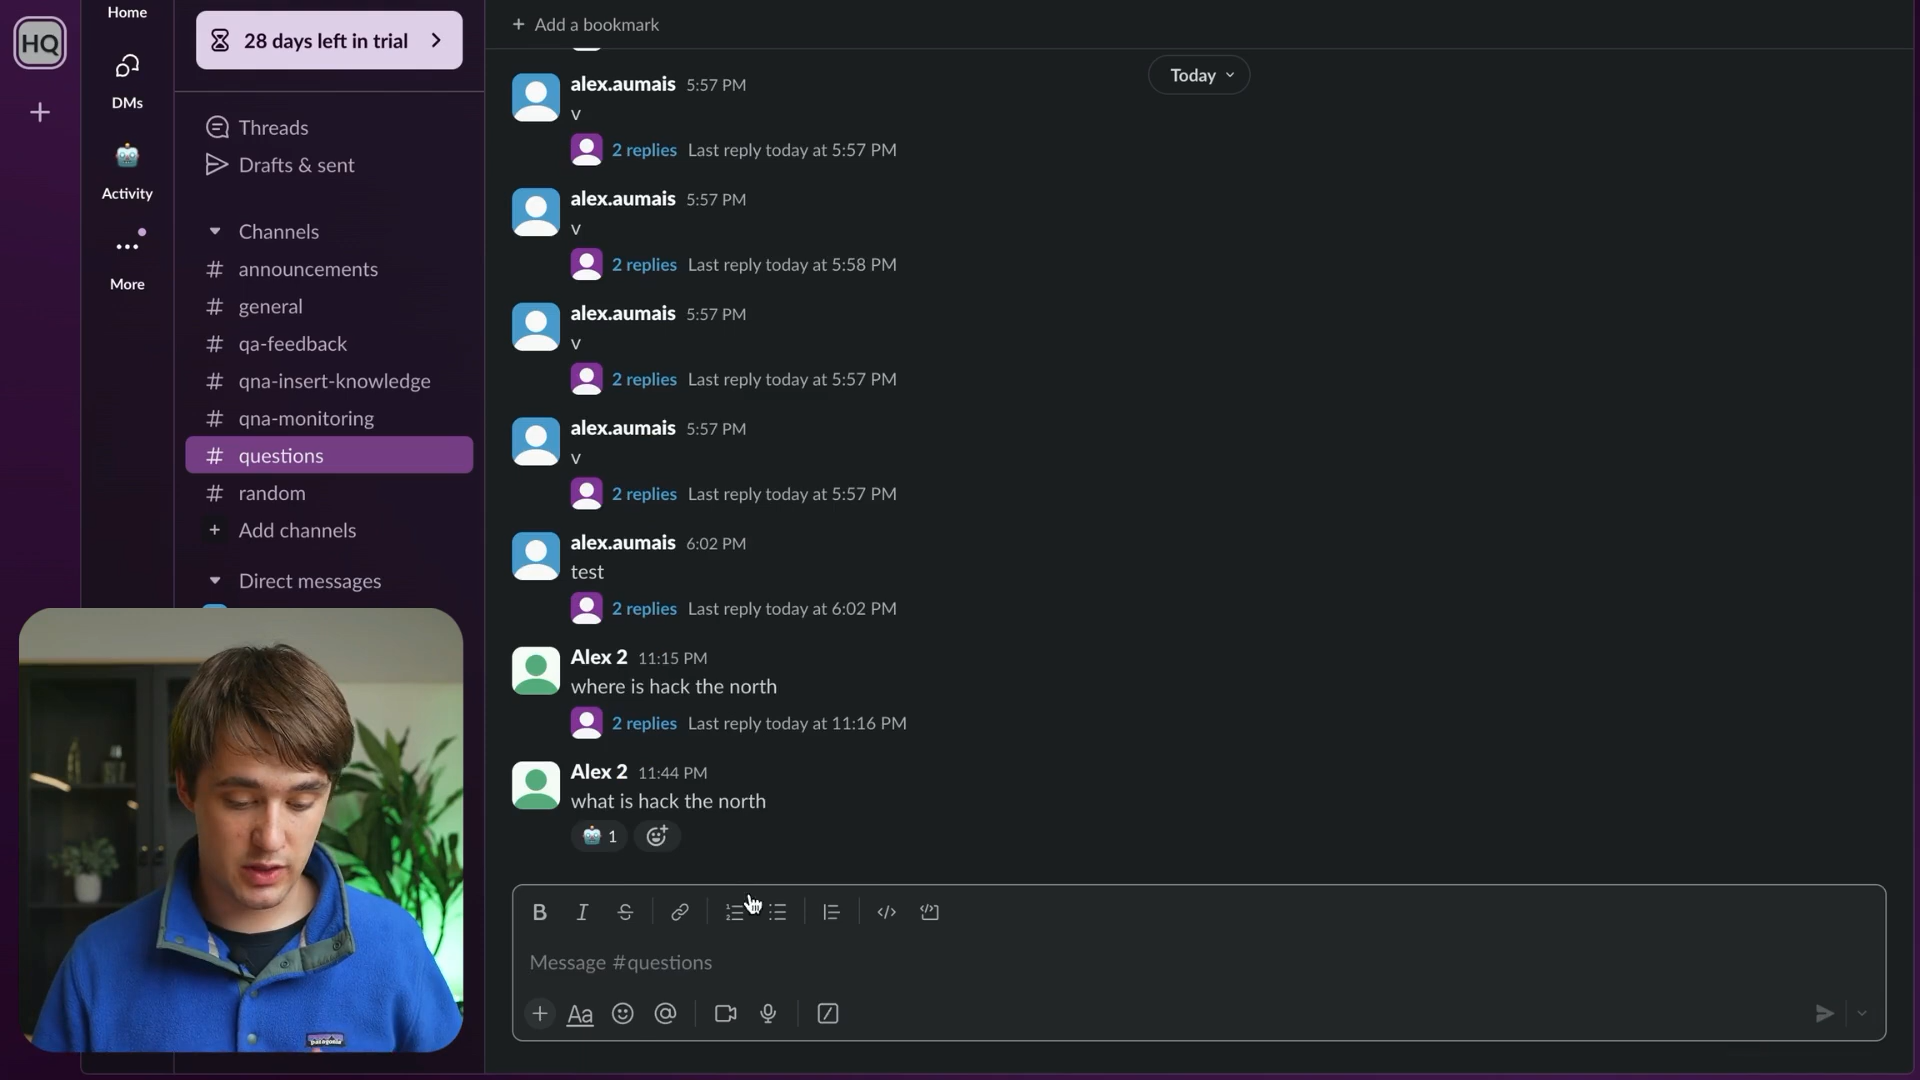 HQ
Home
DMs
Activity
More
28 days left in trial
Threads
Drafts & sent
Channels
# announcements
# general
# qa-feedback
# qna-insert-knowledge
# qna-monitoring
# questions
# random
+ Add channels
Direct messages
+ Add a bookmark
Today
alex.aumais 5:57 PM
v
2 replies Last reply today at 5:57 PM
alex.aumais 5:57 PM
v
2 replies Last reply today at 5:58 PM
alex.aumais 5:57 PM
v
2 replies Last reply today at 5:57 PM
alex.aumais 5:57 PM
v
2 replies Last reply today at 5:57 PM
alex.aumais 6:02 PM
test
2 replies Last reply today at 6:02 PM
Alex 2 11:15 PM
where is hack the north
2 replies Last reply today at 11:16 PM
Alex 2 11:44 PM
what is hack the north
1
B I S
Message #questions
+ Aa @
patagonia